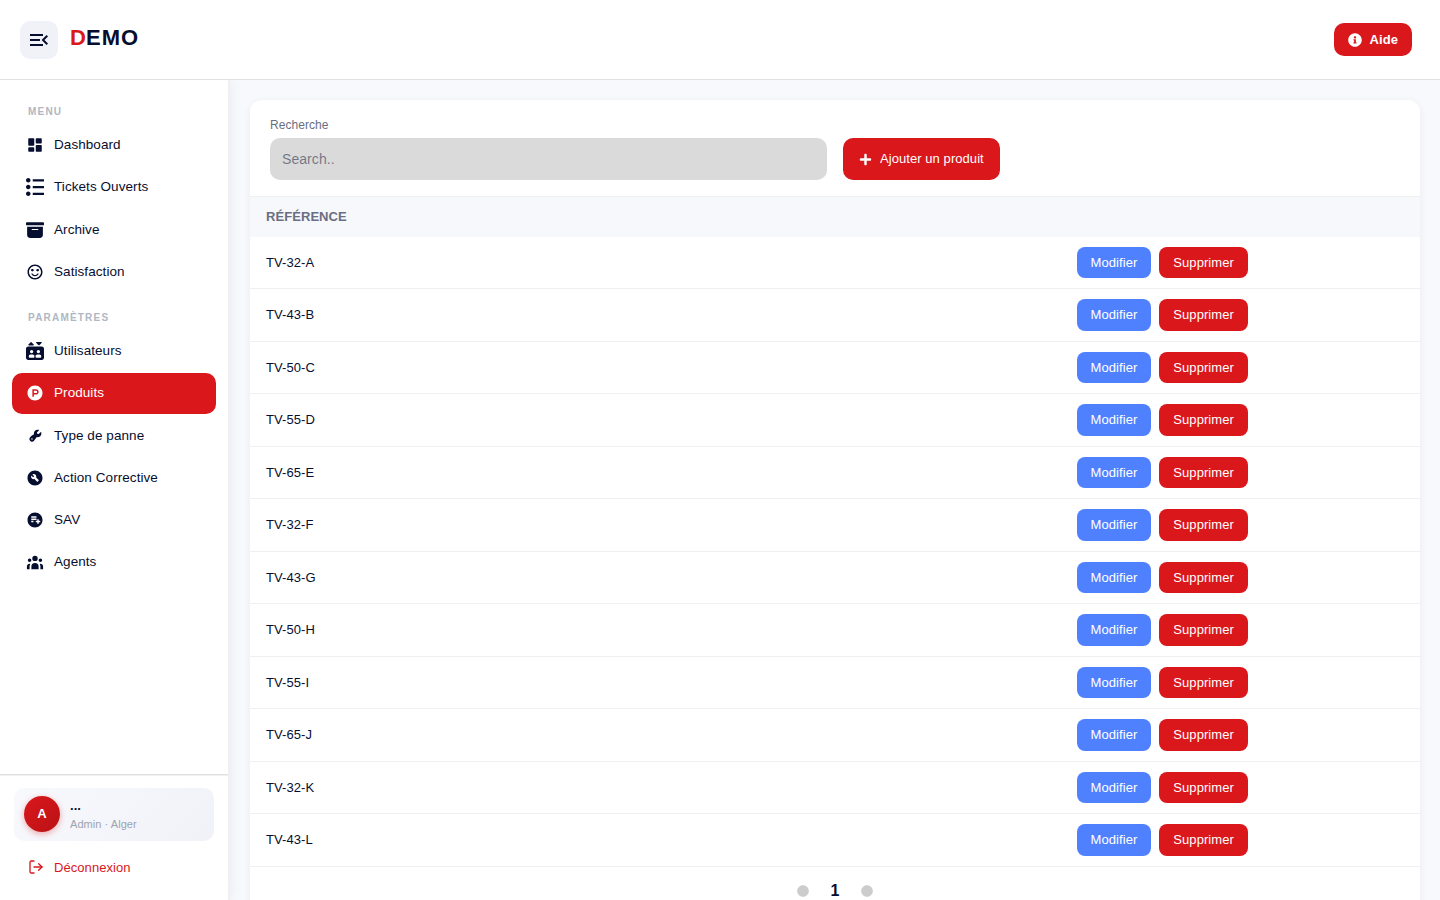 DEMO
Aide
MENU
Dashboard
Tickets Ouverts
Archive
Satisfaction
PARAMÈTRES
Utilisateurs
Produits
Type de panne
Action Corrective
SAV
Agents
A
...
Admin · Alger
Déconnexion
Recherche
Search..
Ajouter un produit
RÉFÉRENCE
TV-32-A Modifier Supprimer
TV-43-B Modifier Supprimer
TV-50-C Modifier Supprimer
TV-55-D Modifier Supprimer
TV-65-E Modifier Supprimer
TV-32-F Modifier Supprimer
TV-43-G Modifier Supprimer
TV-50-H Modifier Supprimer
TV-55-I Modifier Supprimer
TV-65-J Modifier Supprimer
TV-32-K Modifier Supprimer
TV-43-L Modifier Supprimer
1